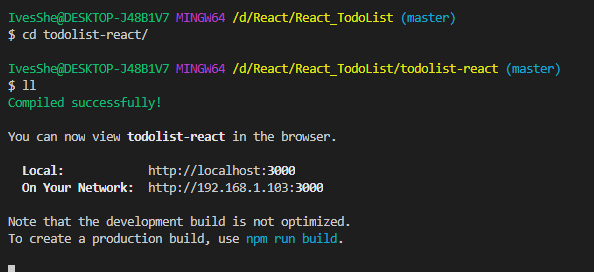 IvesShe@DESKTOP-J48B1V7 MINGW64 /d/React/React_TodoList (master)
$ cd todolist-react/
IvesShe@DESKTOP-J48B1V7 MINGW64 /d/React/React_TodoList/todolist-react (master)
$ ll
Compiled successfully!
You can now view todolist-react in the browser.
Local: http://localhost:3000
On Your Network: http://192.168.1.103:3000
Note that the development build is not optimized.
To create a production build, use npm run build.